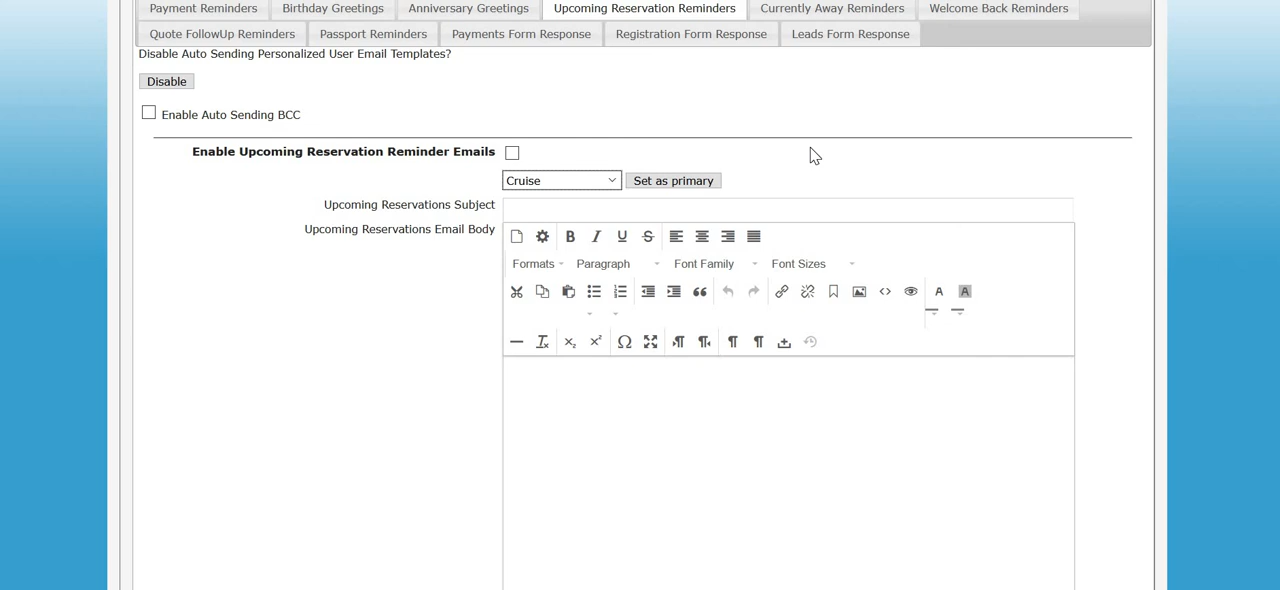 Payment Reminders Birthday Greetings Anniversary Greetings Upcoming Reservation Reminders Currently Away Reminders Welcome Back Reminders
Quote FollowUp Reminders Passport Reminders Payments Form Response Registration Form Response Leads Form Response
Disable Auto Sending Personalized User Email Templates?
Disable
Enable Auto Sending BCC
Enable Upcoming Reservation Reminder Emails
Cruise Set as primary
Upcoming Reservations Subject
Upcoming Reservations Email Body
Formats Paragraph Font Family Font Sizes